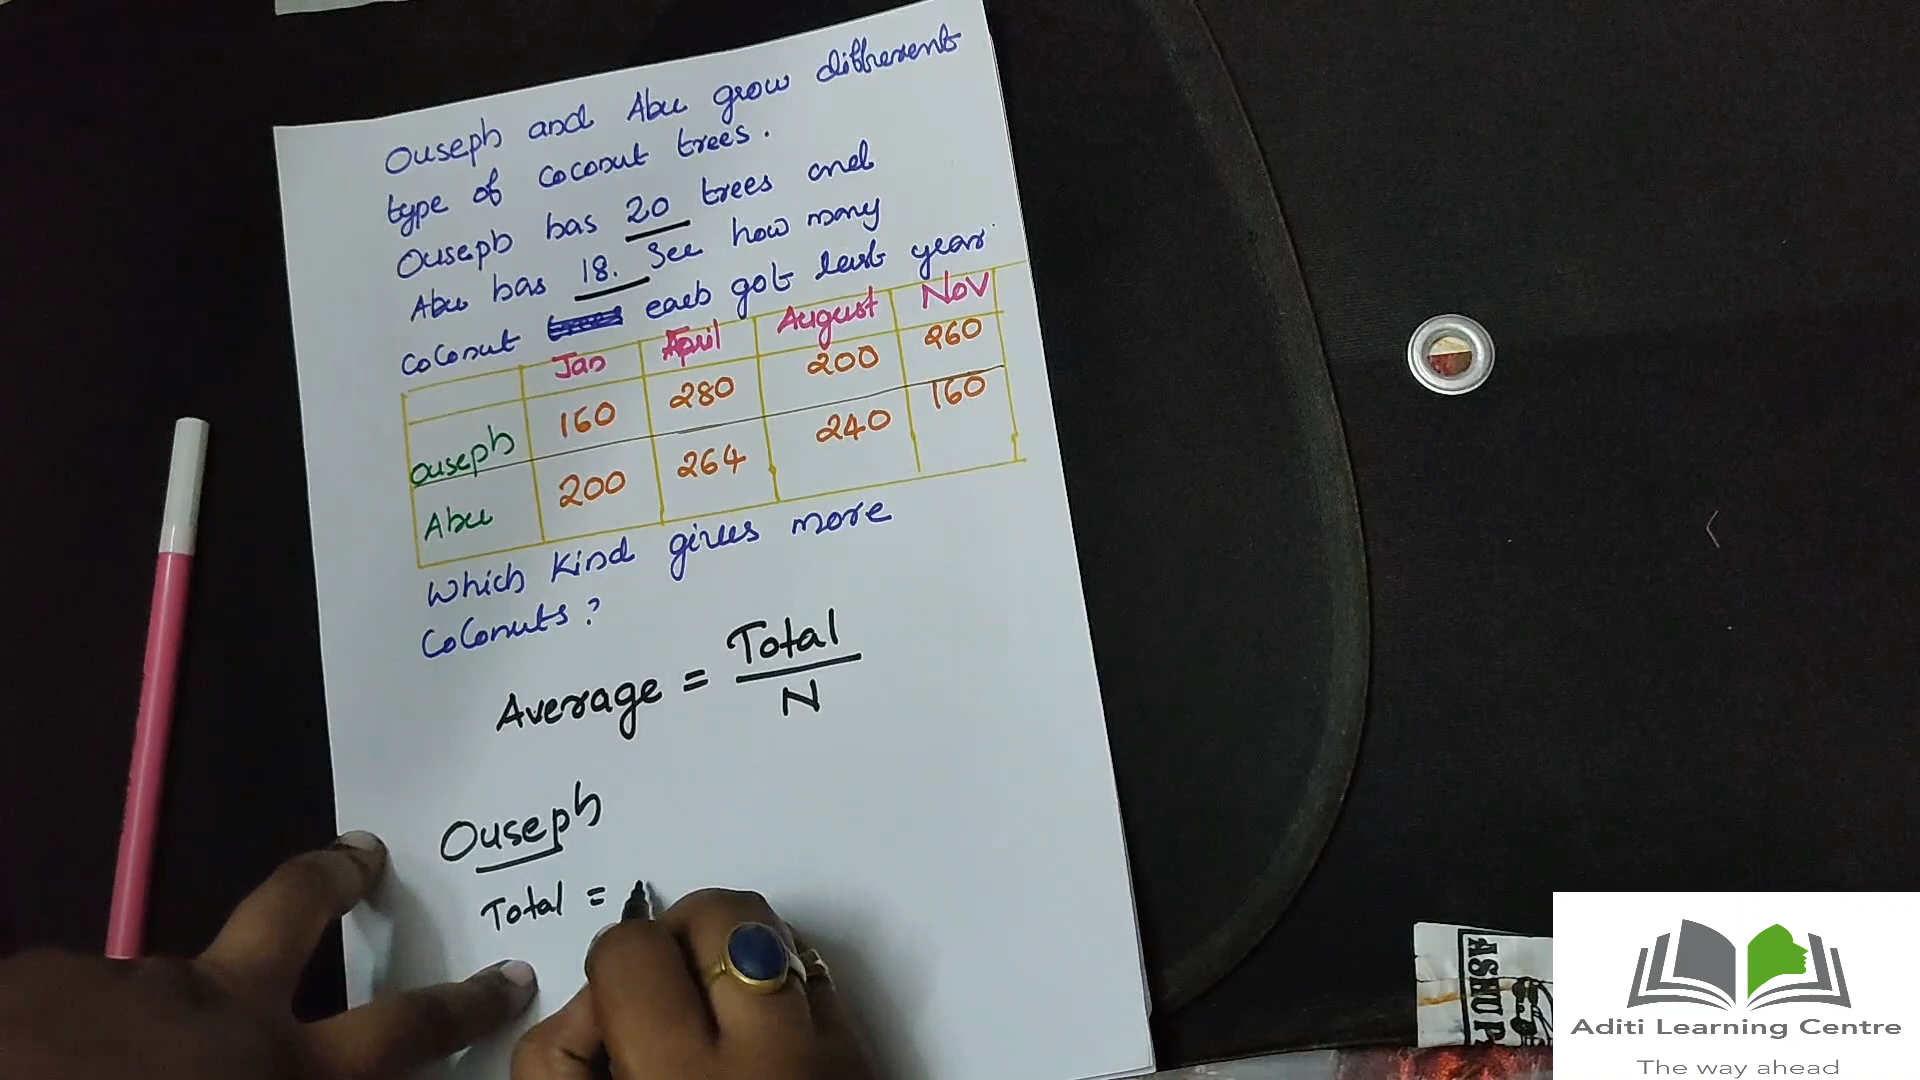 Ouseph and Abu grow different
type of coconut trees.
Ouseph has 20 trees and
Abu has 18. See how many
coconut each got last year
Jan April August Nov
Ouseph 160 280 200 260
Abu 200 264 240 160
Which kind gives more
coconuts?
Average = Total / N
Ouseph
Total =
ASHU P
Aditi Learning Centre
The way ahead